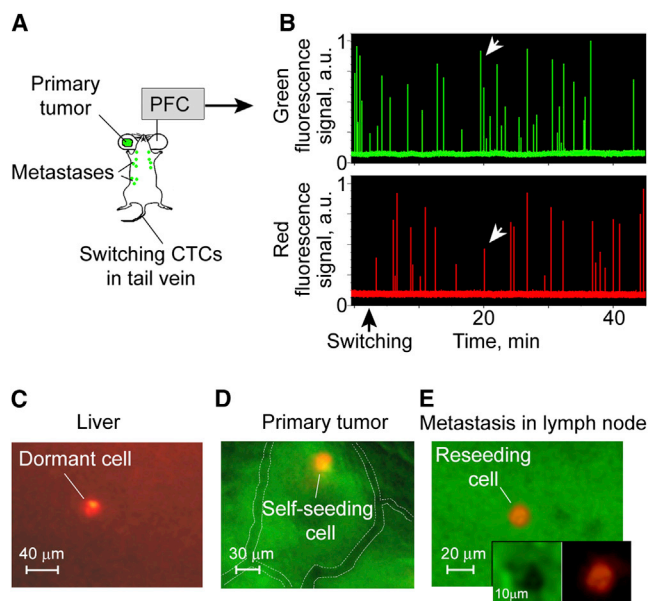 A
Primary
tumor
PFC
Metastases
Switching CTCs
in tail vein
B
Green
fluorescence
signal, a.u.
1
0
Red
fluorescence
signal, a.u.
1
0
20
40
Switching
Time, min
C
Liver
Dormant cell
40 μm
D
Primary tumor
Self-seeding
cell
30 μm
E
Metastasis in lymph node
Reseeding
cell
20 μm
10μm